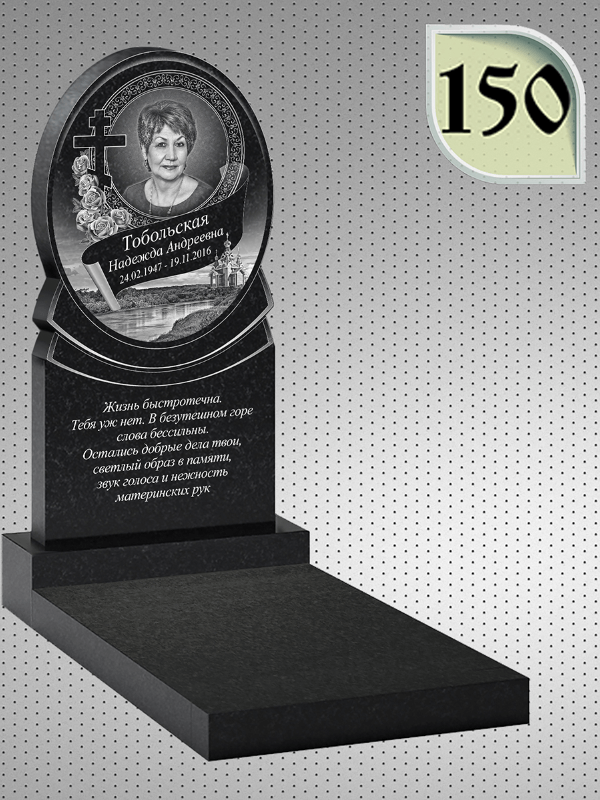 150
Тобольская
Надежда Андреевна
24.02.1947 - 19.11.2016
Жизнь быстротечна.
Тебя уж нет. В безутешном горе
слова бессильны.
Остались добрые дела твои,
светлый образ в памяти,
звук голоса и нежность
материнских рук